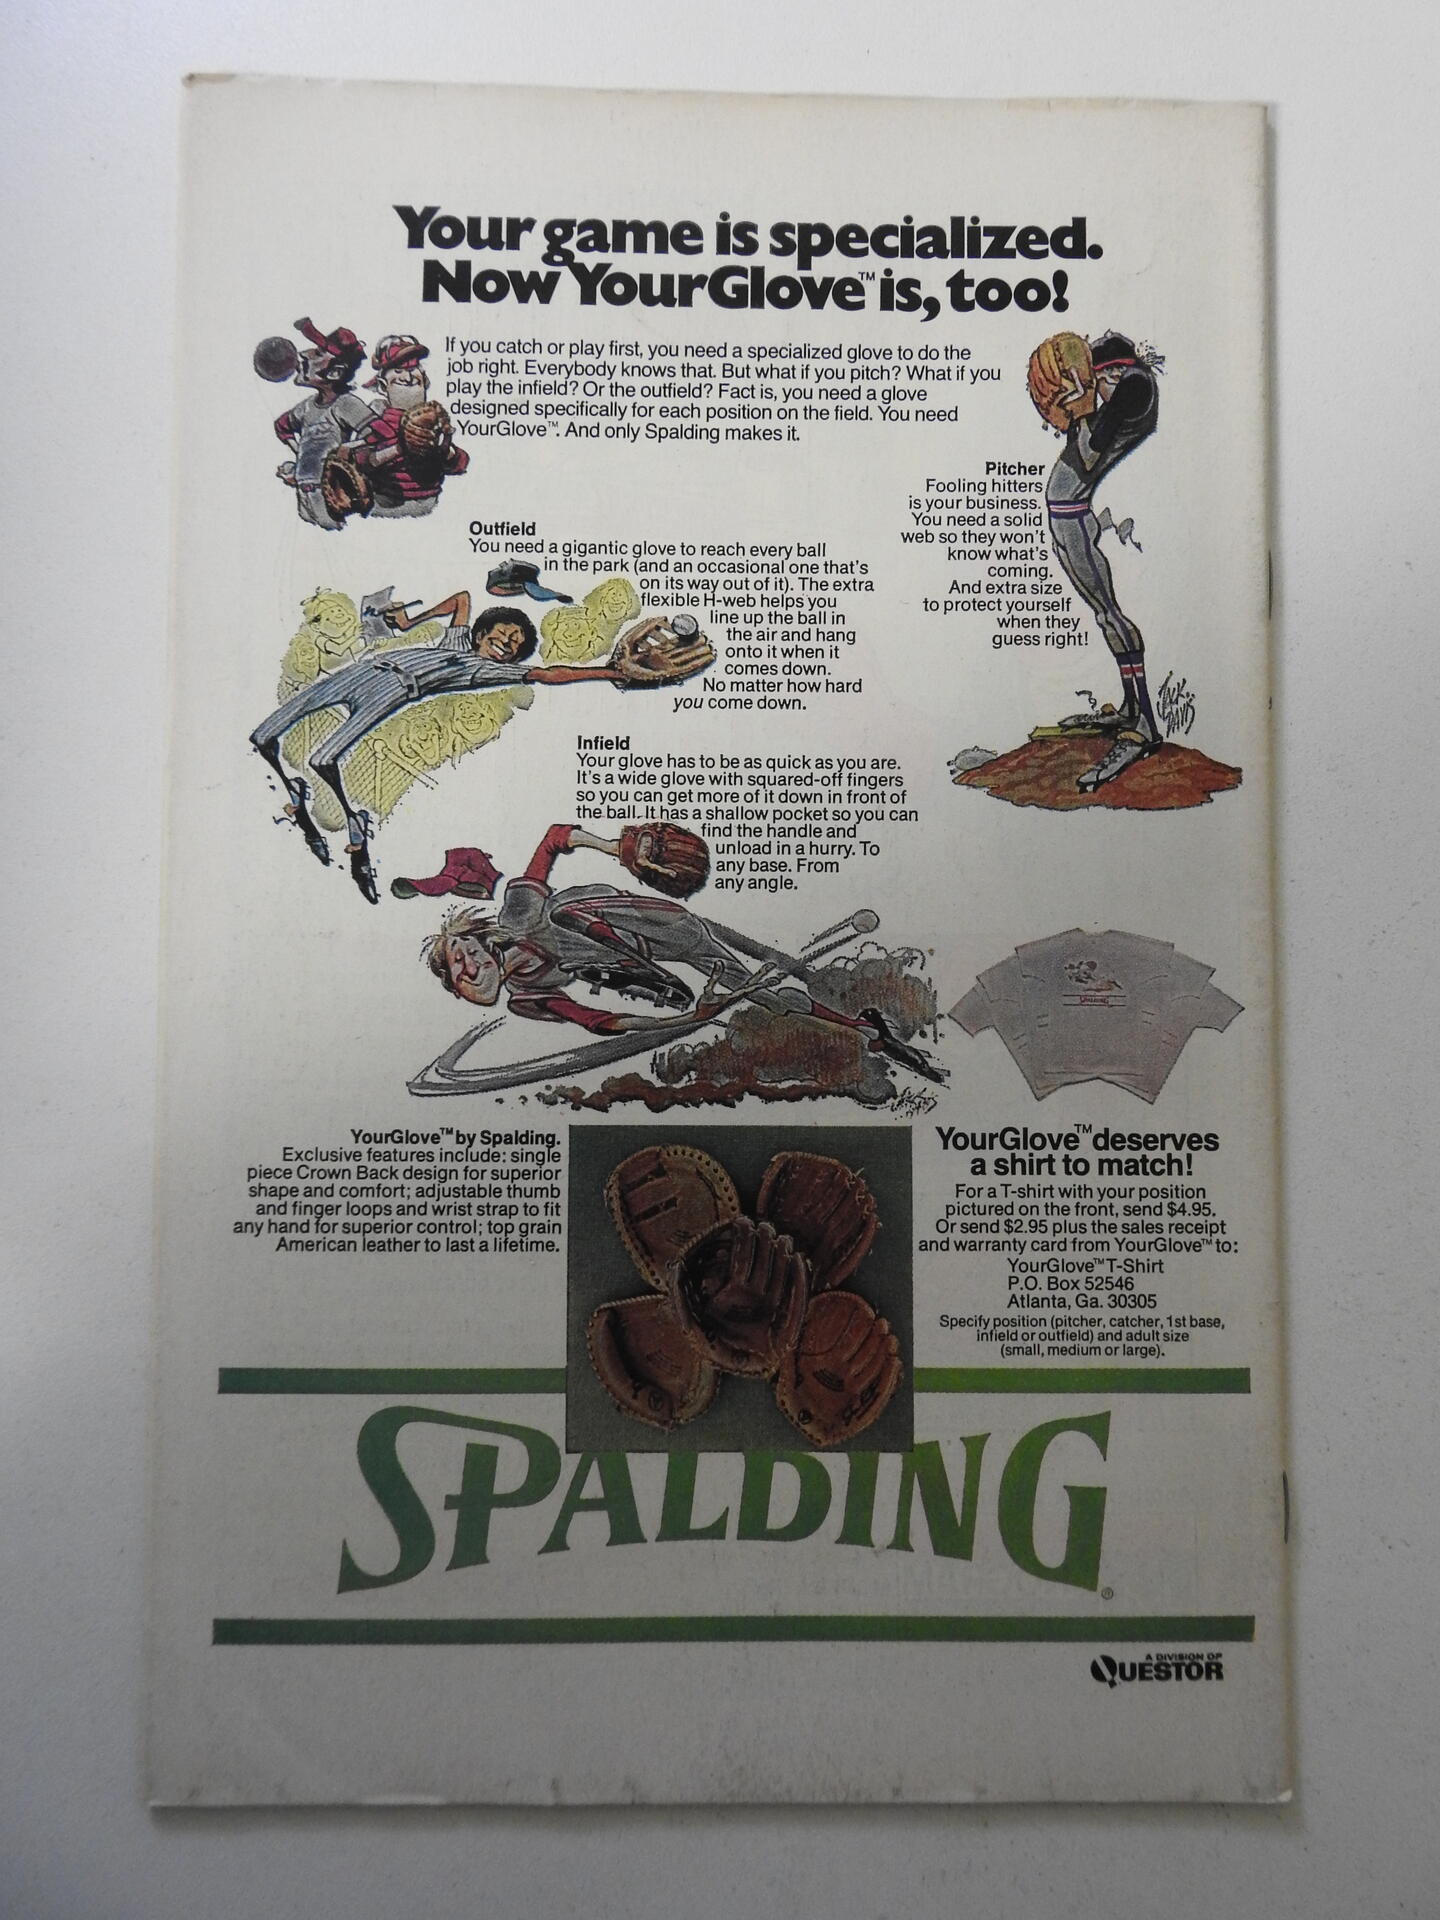 Your game is specialized.
Now YourGlove™ is, too!
If you catch or play first, you need a specialized glove to do the
job right. Everybody knows that. But what if you pitch? What if you
play the infield? Or the outfield? Fact is, you need a glove
designed specifically for each position on the field. You need
YourGlove™. And only Spalding makes it.
Pitcher
Fooling hitters
is your business.
You need a solid
web so they won't
know what's
coming.
And extra size
to protect yourself
when they
guess right!
JACK DAVIS
Outfield
You need a gigantic glove to reach every ball
in the park (and an occasional one that's
on its way out of it). The extra
flexible H-web helps you
line up the ball in
the air and hang
onto it when it
comes down.
No matter how hard
you come down.
Infield
Your glove has to be as quick as you are.
It's a wide glove with squared-off fingers
so you can get more of it down in front of
the ball. It has a shallow pocket so you can
find the handle and
unload in a hurry. To
any base. From
any angle.
SPALDING
YourGlove™ by Spalding.
Exclusive features include: single
piece Crown Back design for superior
shape and comfort; adjustable thumb
and finger loops and wrist strap to fit
any hand for superior control; top grain
American leather to last a lifetime.
YourGlove™ deserves
a shirt to match!
For a T-shirt with your position
pictured on the front, send $4.95.
Or send $2.95 plus the sales receipt
and warranty card from YourGlove™ to:
YourGlove™ T-Shirt
P.O. Box 52546
Atlanta, Ga. 30305
Specify position (pitcher, catcher, 1st base,
infield or outfield) and adult size
(small, medium or large).
SPALDING®
A DIVISION OF
QUESTOR